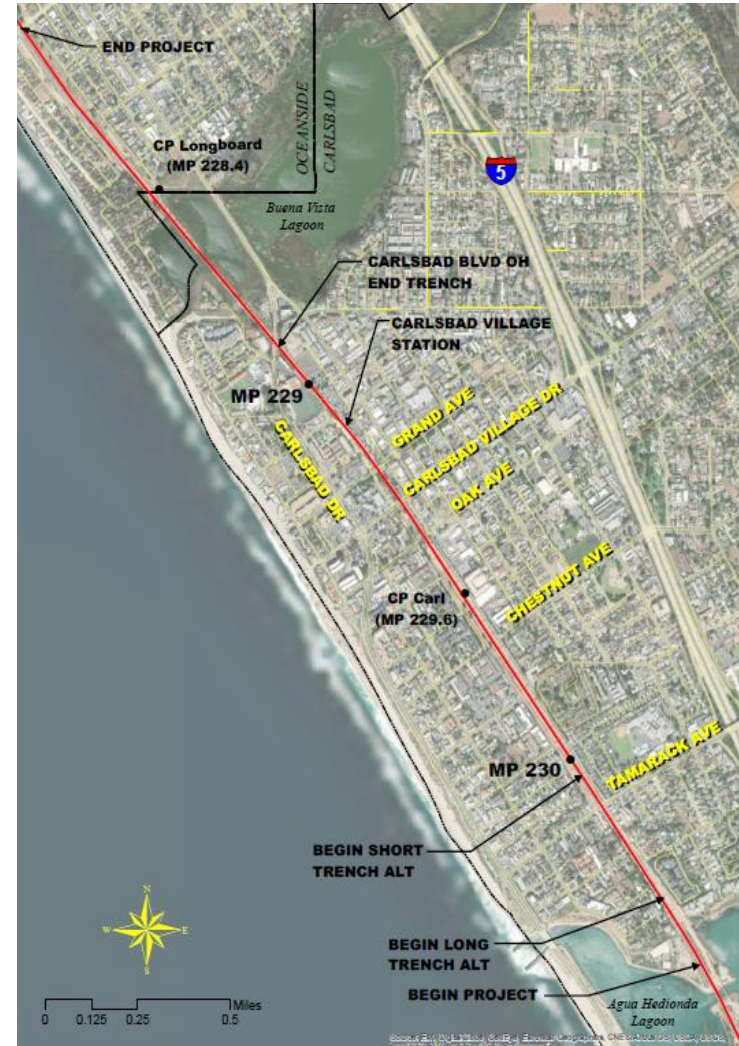 END PROJECT
CP Longboard
(MP 228.4)
OCEANSIDE
CARLSBAD
5
Buena Vista
Lagoon
CARLSBAD BLVD OH
END TRENCH
CARLSBAD VILLAGE
STATION
MP 229
GRAND AVE
CARLSBAD VILLAGE DR
CARLSBAD DR
OAK AVE
CHESTNUT AVE
CP Carl
(MP 229.6)
TAMARACK AVE
MP 230
BEGIN SHORT
TRENCH ALT
N
W
E
S
BEGIN LONG
TRENCH ALT
BEGIN PROJECT
Agua Hedionda
Lagoon
Miles
0 0.125 0.25 0.5